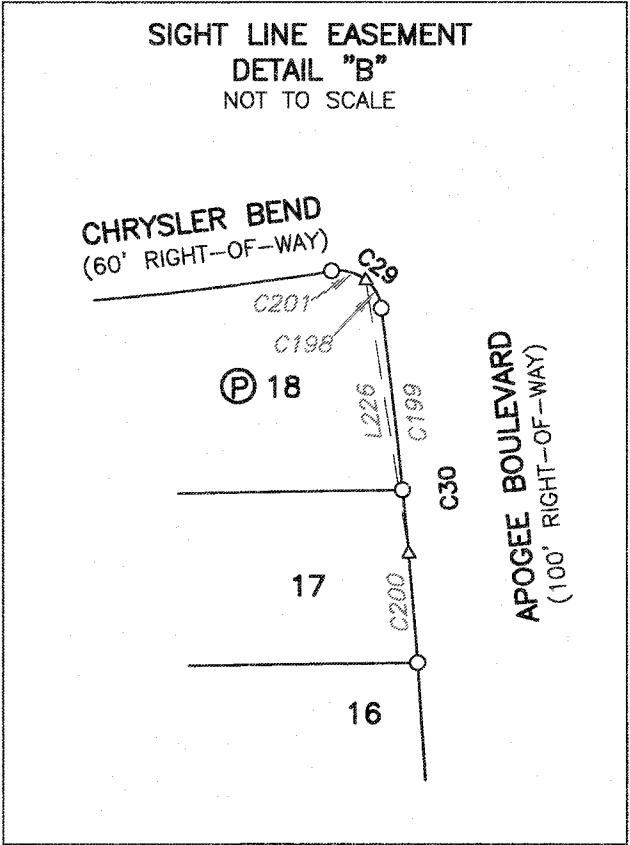 SIGHT LINE EASEMENT
DETAIL "B"
NOT TO SCALE
CHRYSLER BEND
(60' RIGHT-OF-WAY)
C29
C201
C198
P 18
L226
C199
C30
APOGEE BOULEVARD
(100' RIGHT-OF-WAY)
17
C200
16